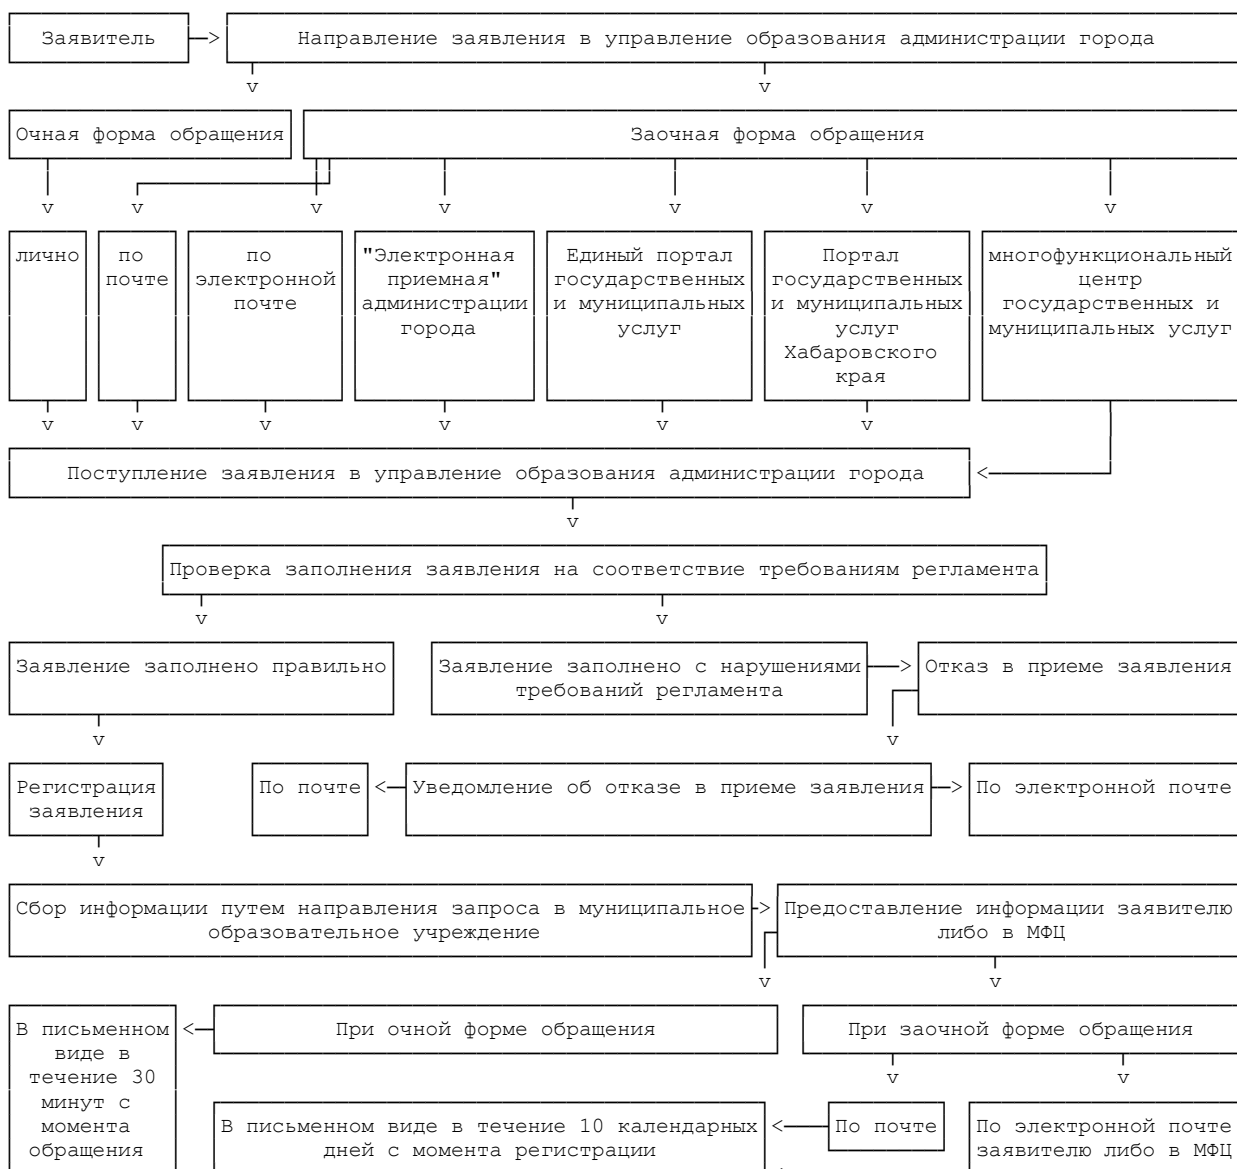 Заявитель
Направление заявления в управление образования администрации города
Очная форма обращения
Заочная форма обращения
лично
по
почте
по
электронной
почте
"Электронная
приемная"
администрации
города
Единый портал
государственных
и муниципальных
услуг
Портал
государственных
и муниципальных
услуг
Хабаровского
края
многофункциональный
центр
государственных и
муниципальных услуг
Поступление заявления в управление образования администрации города
Проверка заполнения заявления на соответствие требованиям регламента
Заявление заполнено правильно
Заявление заполнено с нарушениями
требований регламента
Отказ в приеме заявления
Регистрация
заявления
По почте
Уведомление об отказе в приеме заявления
По электронной почте
Сбор информации путем направления запроса в муниципальное
образовательное учреждение
Предоставление информации заявителю
либо в МФЦ
В письменном
виде в
течение 30
минут с
момента
обращения
При очной форме обращения
При заочной форме обращения
В письменном виде в течение 10 календарных
дней с момента регистрации
По почте
По электронной почте
заявителю либо в МФЦ